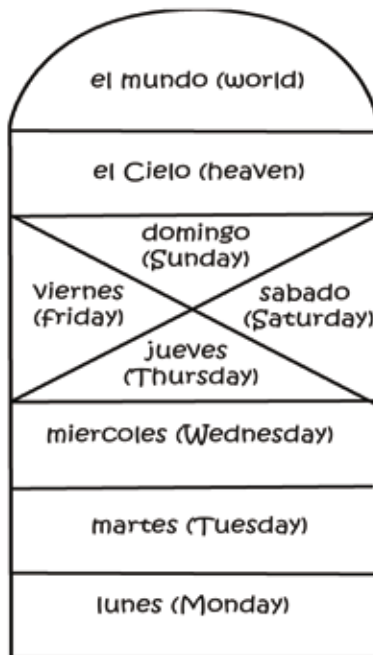 el mundo (world)
el Cielo (heaven)
domingo
(Sunday)
viernes
(friday)
sabado
(Saturday)
jueves
(Thursday)
miercoles (Wednesday)
martes (Tuesday)
lunes (Monday)